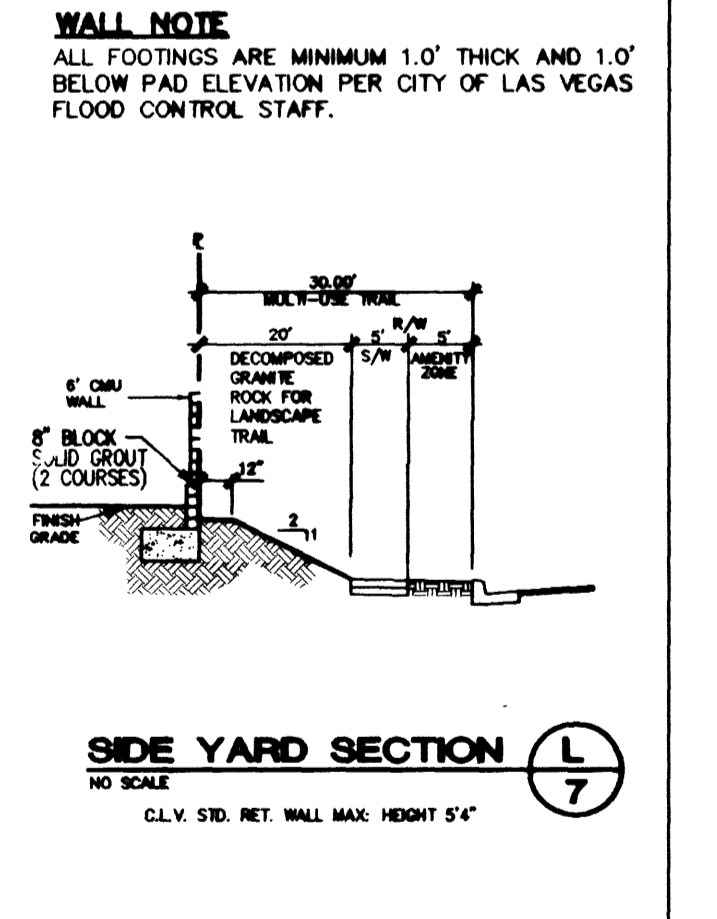 WALL NOTE
ALL FOOTINGS ARE MINIMUM 1.0' THICK AND 1.0'
BELOW PAD ELEVATION PER CITY OF LAS VEGAS
FLOOD CONTROL STAFF.
30.00'
MULTI-USE TRAIL
R/W
20'
5'
5'
DECOMPOSED
GRANITE
ROCK FOR
LANDSCAPE
TRAIL
S/W
AMENITY
ZONE
6' CMU
WALL
8" BLOCK
SOLID GROUT
(2 COURSES)
12"
FINISH
GRADE
2
1
SIDE YARD SECTION
L
7
NO SCALE
C.L.V. STD. RET. WALL MAX: HEIGHT 5'4"